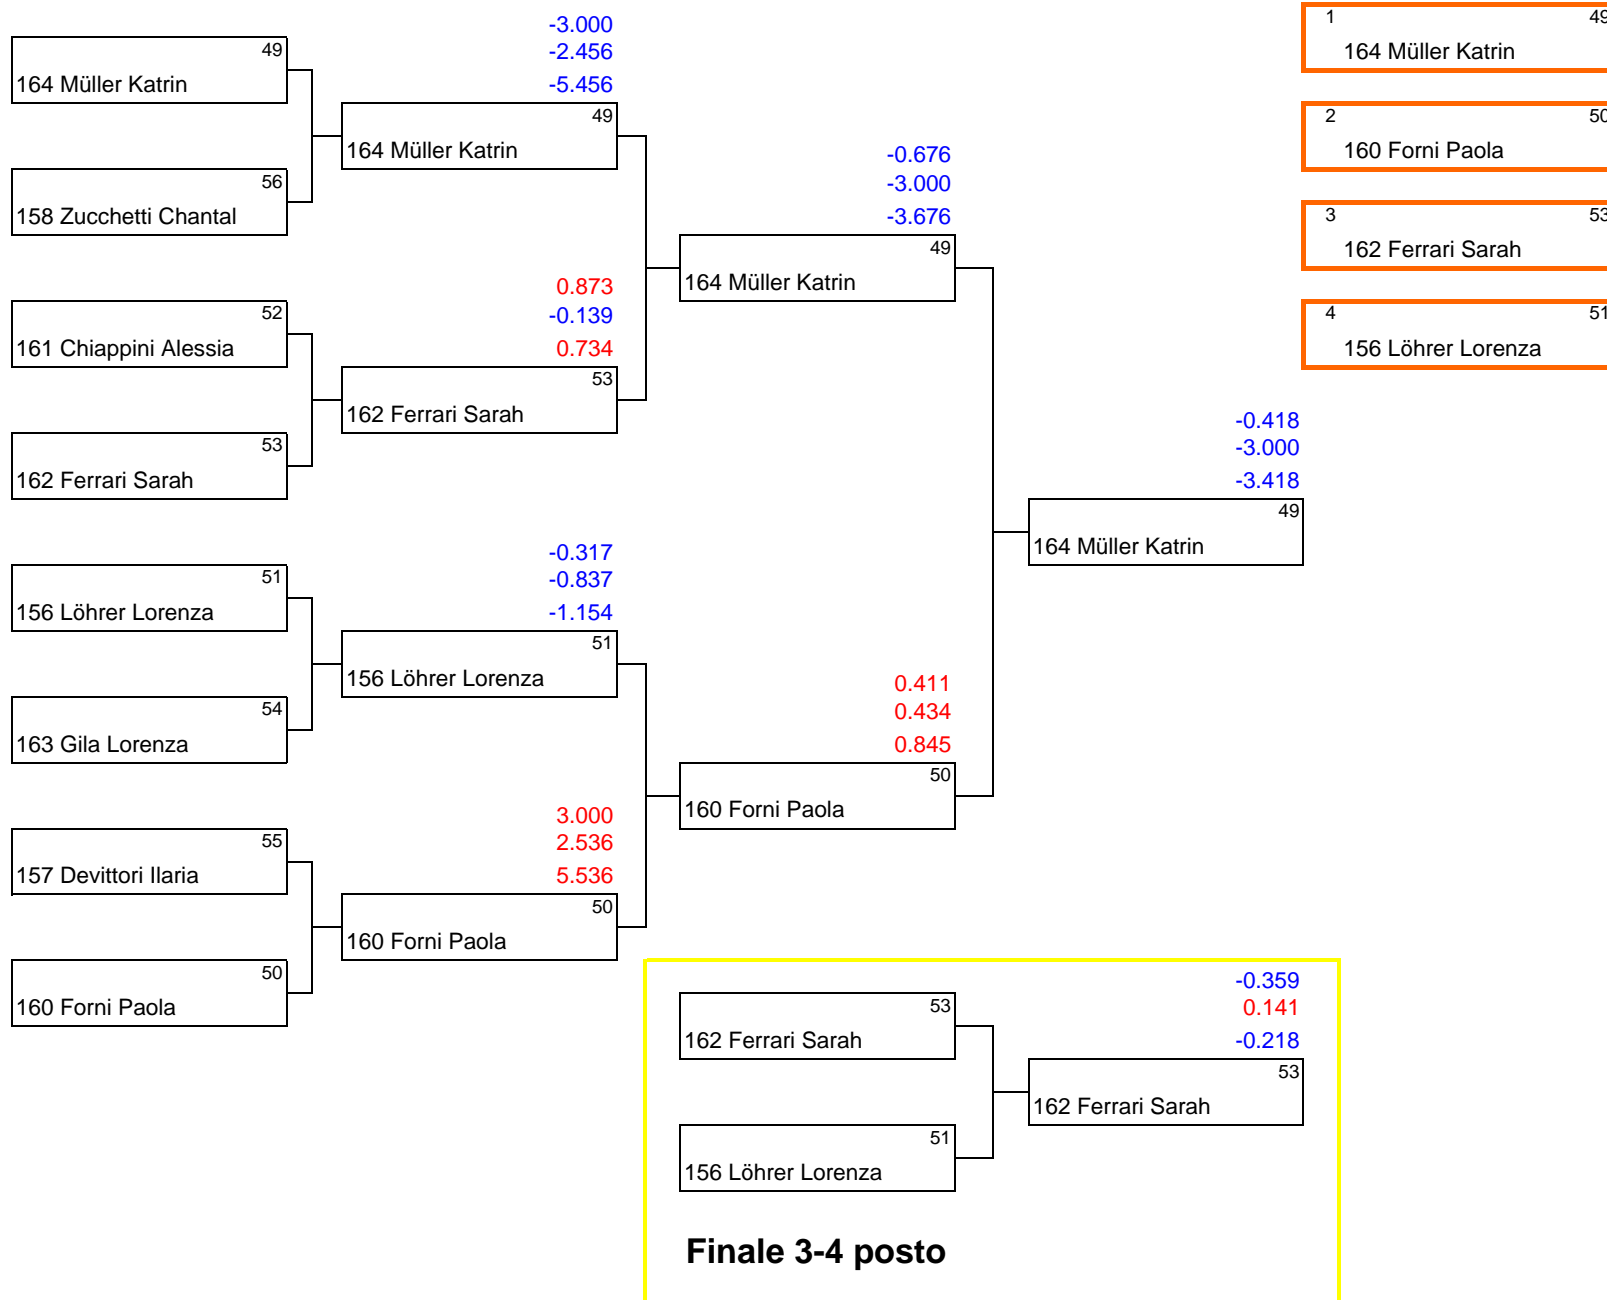 -3.000
-2.456
-5.456
49
164 Müller Katrin
49
164 Müller Katrin
56
158 Zucchetti Chantal
0.873
-0.139
0.734
52
161 Chiappini Alessia
53
162 Ferrari Sarah
53
162 Ferrari Sarah
-0.317
-0.837
-1.154
51
156 Löhrer Lorenza
51
156 Löhrer Lorenza
54
163 Gila Lorenza
3.000
2.536
5.536
55
157 Devittori Ilaria
50
160 Forni Paola
50
160 Forni Paola
-0.676
-3.000
-3.676
49
164 Müller Katrin
0.411
0.434
0.845
50
160 Forni Paola
-0.418
-3.000
-3.418
49
164 Müller Katrin
1 49
164 Müller Katrin
2 50
160 Forni Paola
3 53
162 Ferrari Sarah
4 51
156 Löhrer Lorenza
53
162 Ferrari Sarah
51
156 Löhrer Lorenza
-0.359
0.141
-0.218
53
162 Ferrari Sarah
Finale 3-4 posto